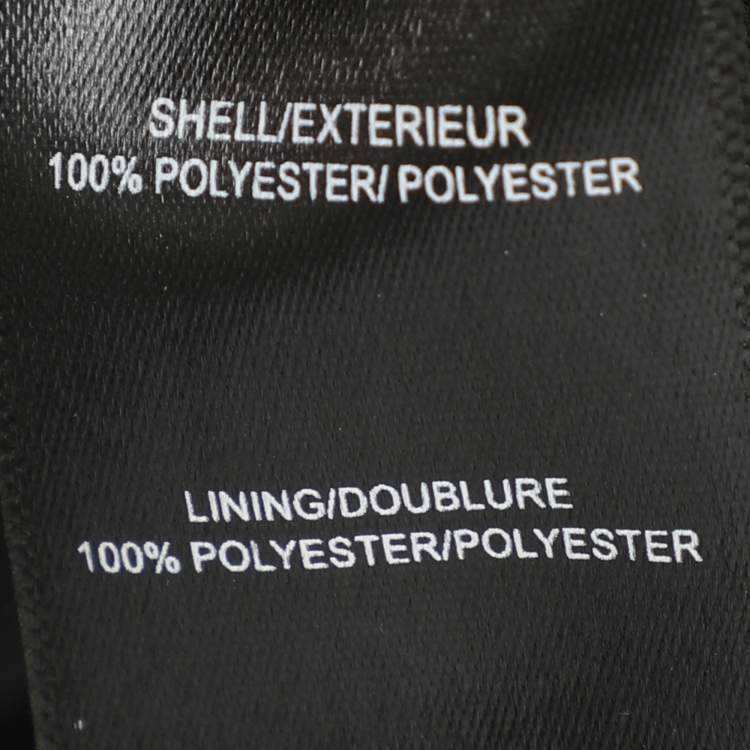 SHELL/EXTERIEUR
100% POLYESTER/ POLYESTER
LINING/DOUBLURE
100% POLYESTER/POLYESTER